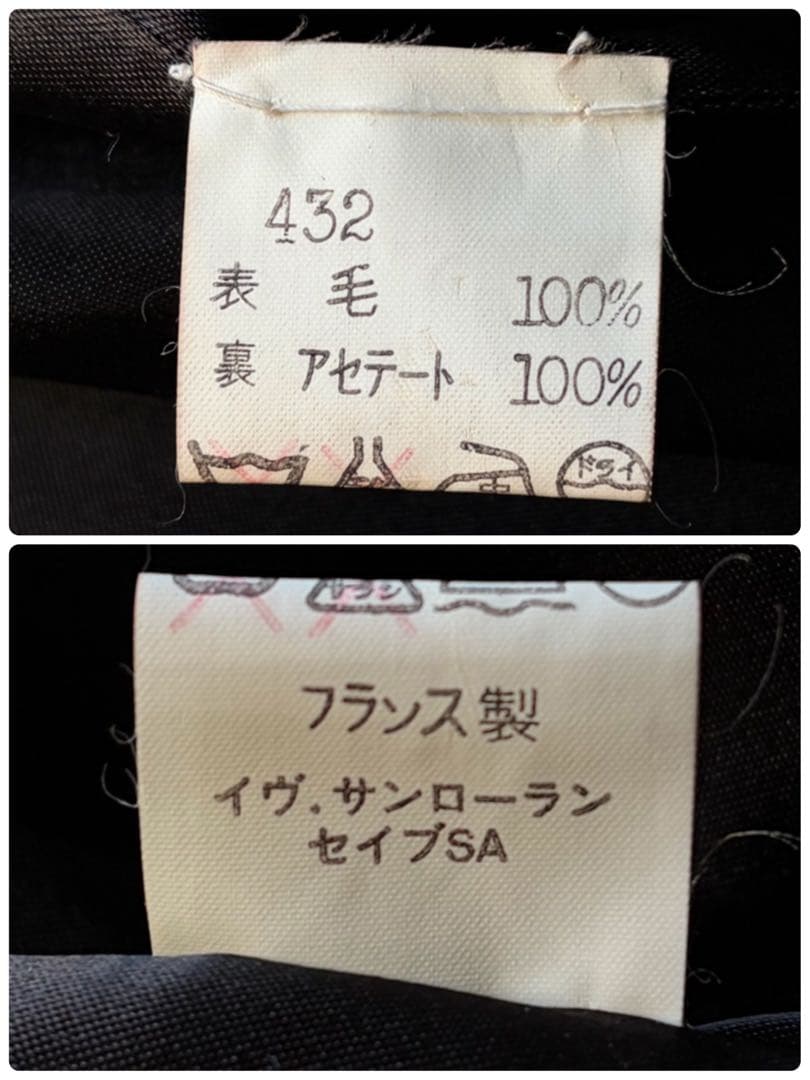 432
表 毛 100%
裏 アセテート 100%
中 ドライ
フランス製
イヴ.サンローラン
セイブSA